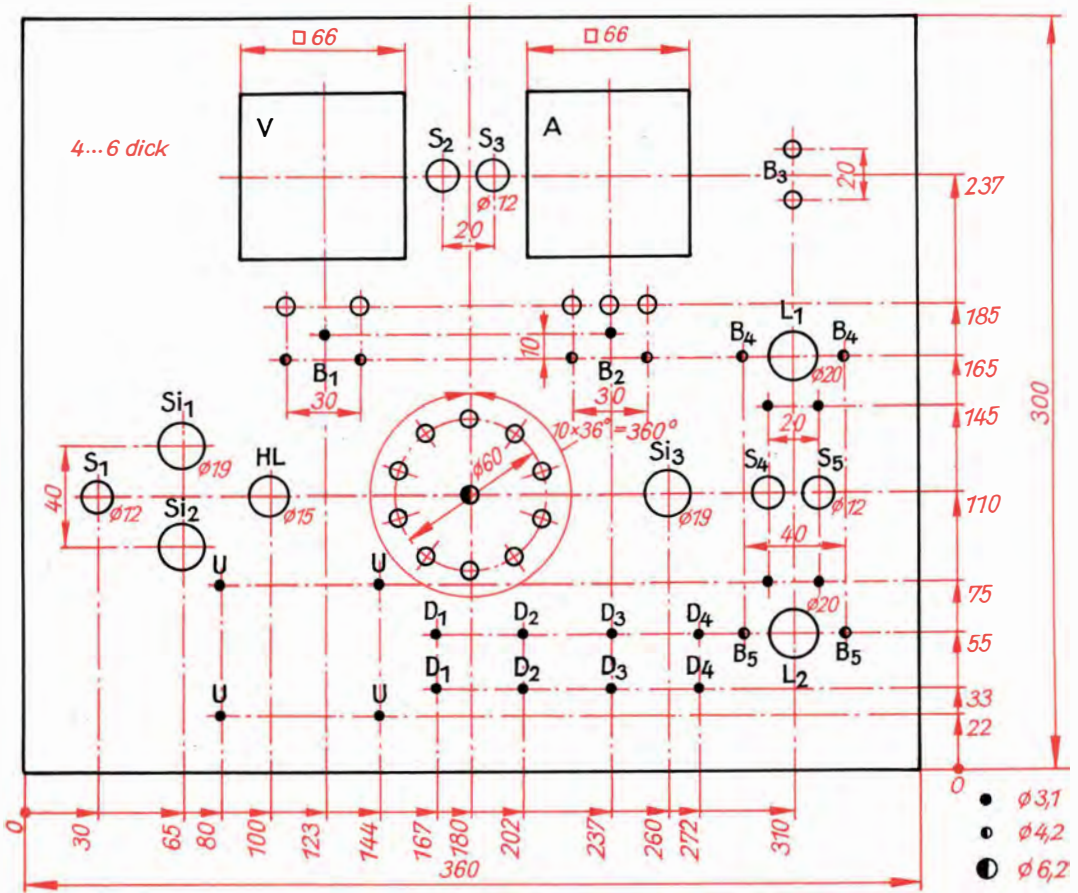 □ 66
□ 66
V
A
4...6 dick
S2 S3
ø 12
20
B3
20
237
185
10
L1
B4 B4
ø20
165
B1
30
B2
30
145
20
300
10×36°=360°
ø60
Si1
ø19
S1
ø12
40
Si2
HL
ø15
Si3
ø19
S4 S5
ø12
110
40
U U
75
ø20
D1 D2 D3 D4
B5 B5
55
L2
D1 D2 D3 D4
33
U U
22
0
0 30 65 80 100 123 144 167 180 202 237 260 272 310
360
ø 3,1
ø 4,2
ø 6,2